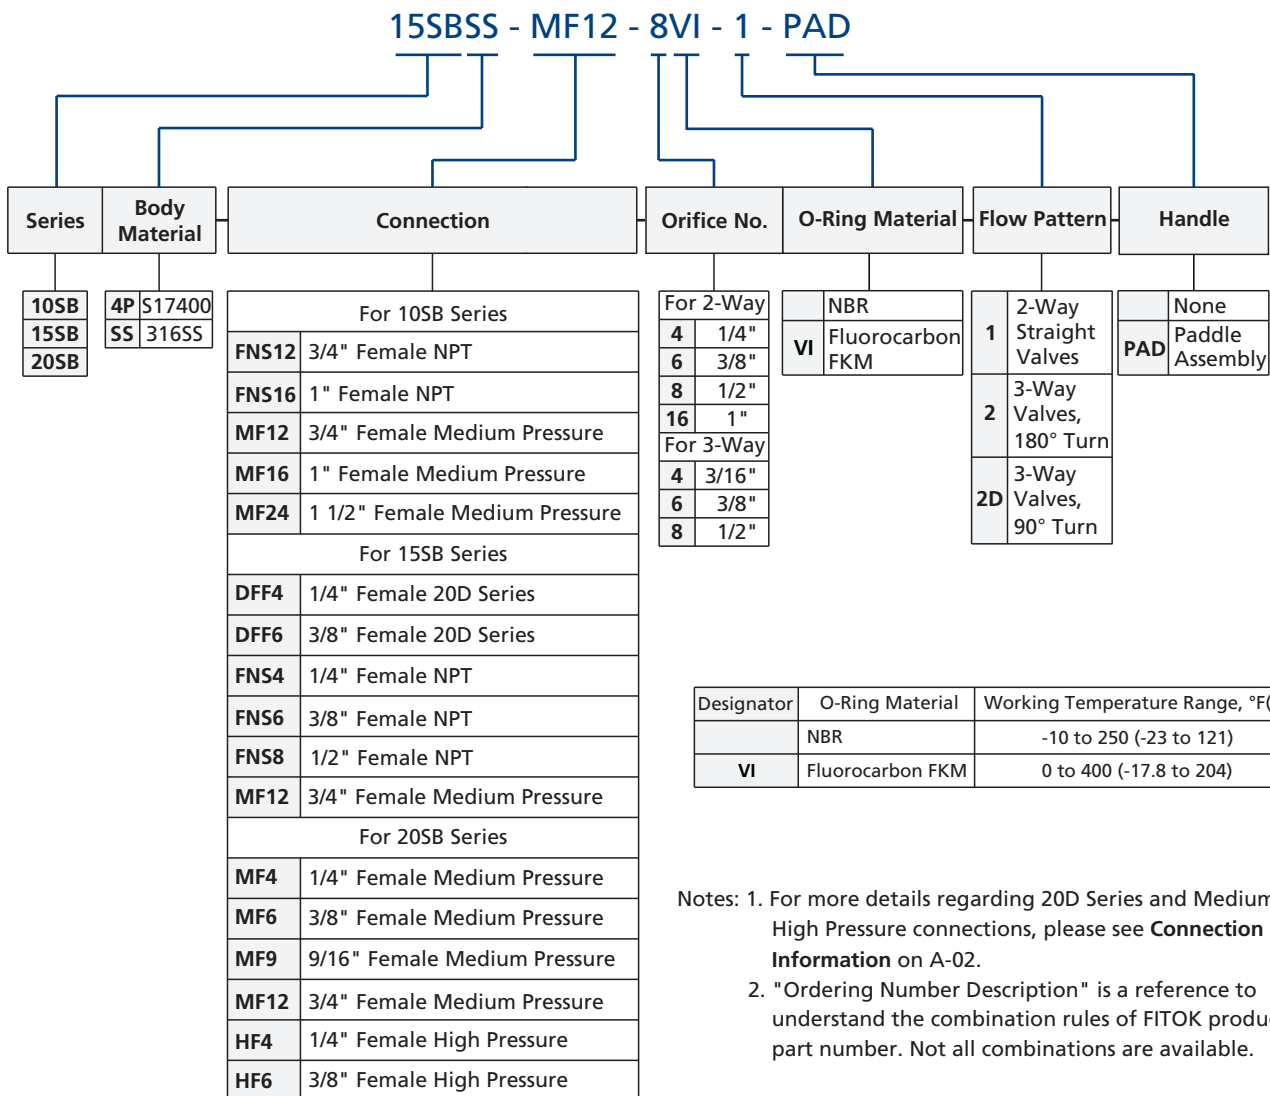 15SBSS - MF12 - 8VI - 1 - PAD
Series
Body
Material
Connection
Orifice No.
O-Ring Material
Flow Pattern
Handle
10SB
15SB
20SB
4P S17400
SS 316SS
For 10SB Series
FNS12 3/4" Female NPT
FNS16 1" Female NPT
MF12 3/4" Female Medium Pressure
MF16 1" Female Medium Pressure
MF24 1 1/2" Female Medium Pressure
For 15SB Series
DFF4 1/4" Female 20D Series
DFF6 3/8" Female 20D Series
FNS4 1/4" Female NPT
FNS6 3/8" Female NPT
FNS8 1/2" Female NPT
MF12 3/4" Female Medium Pressure
For 20SB Series
MF4 1/4" Female Medium Pressure
MF6 3/8" Female Medium Pressure
MF9 9/16" Female Medium Pressure
MF12 3/4" Female Medium Pressure
HF4 1/4" Female High Pressure
HF6 3/8" Female High Pressure
For 2-Way
4 1/4"
6 3/8"
8 1/2"
16 1"
For 3-Way
4 3/16"
6 3/8"
8 1/2"
NBR
VI Fluorocarbon
FKM
1 2-Way
Straight
Valves
2 3-Way
Valves,
180° Turn
2D 3-Way
Valves,
90° Turn
None
PAD Paddle
Assembly
Designator O-Ring Material Working Temperature Range, °F(
NBR -10 to 250 (-23 to 121)
VI Fluorocarbon FKM 0 to 400 (-17.8 to 204)
Notes: 1. For more details regarding 20D Series and Medium
High Pressure connections, please see Connection
Information on A-02.
2. "Ordering Number Description" is a reference to
understand the combination rules of FITOK produ
part number. Not all combinations are available.